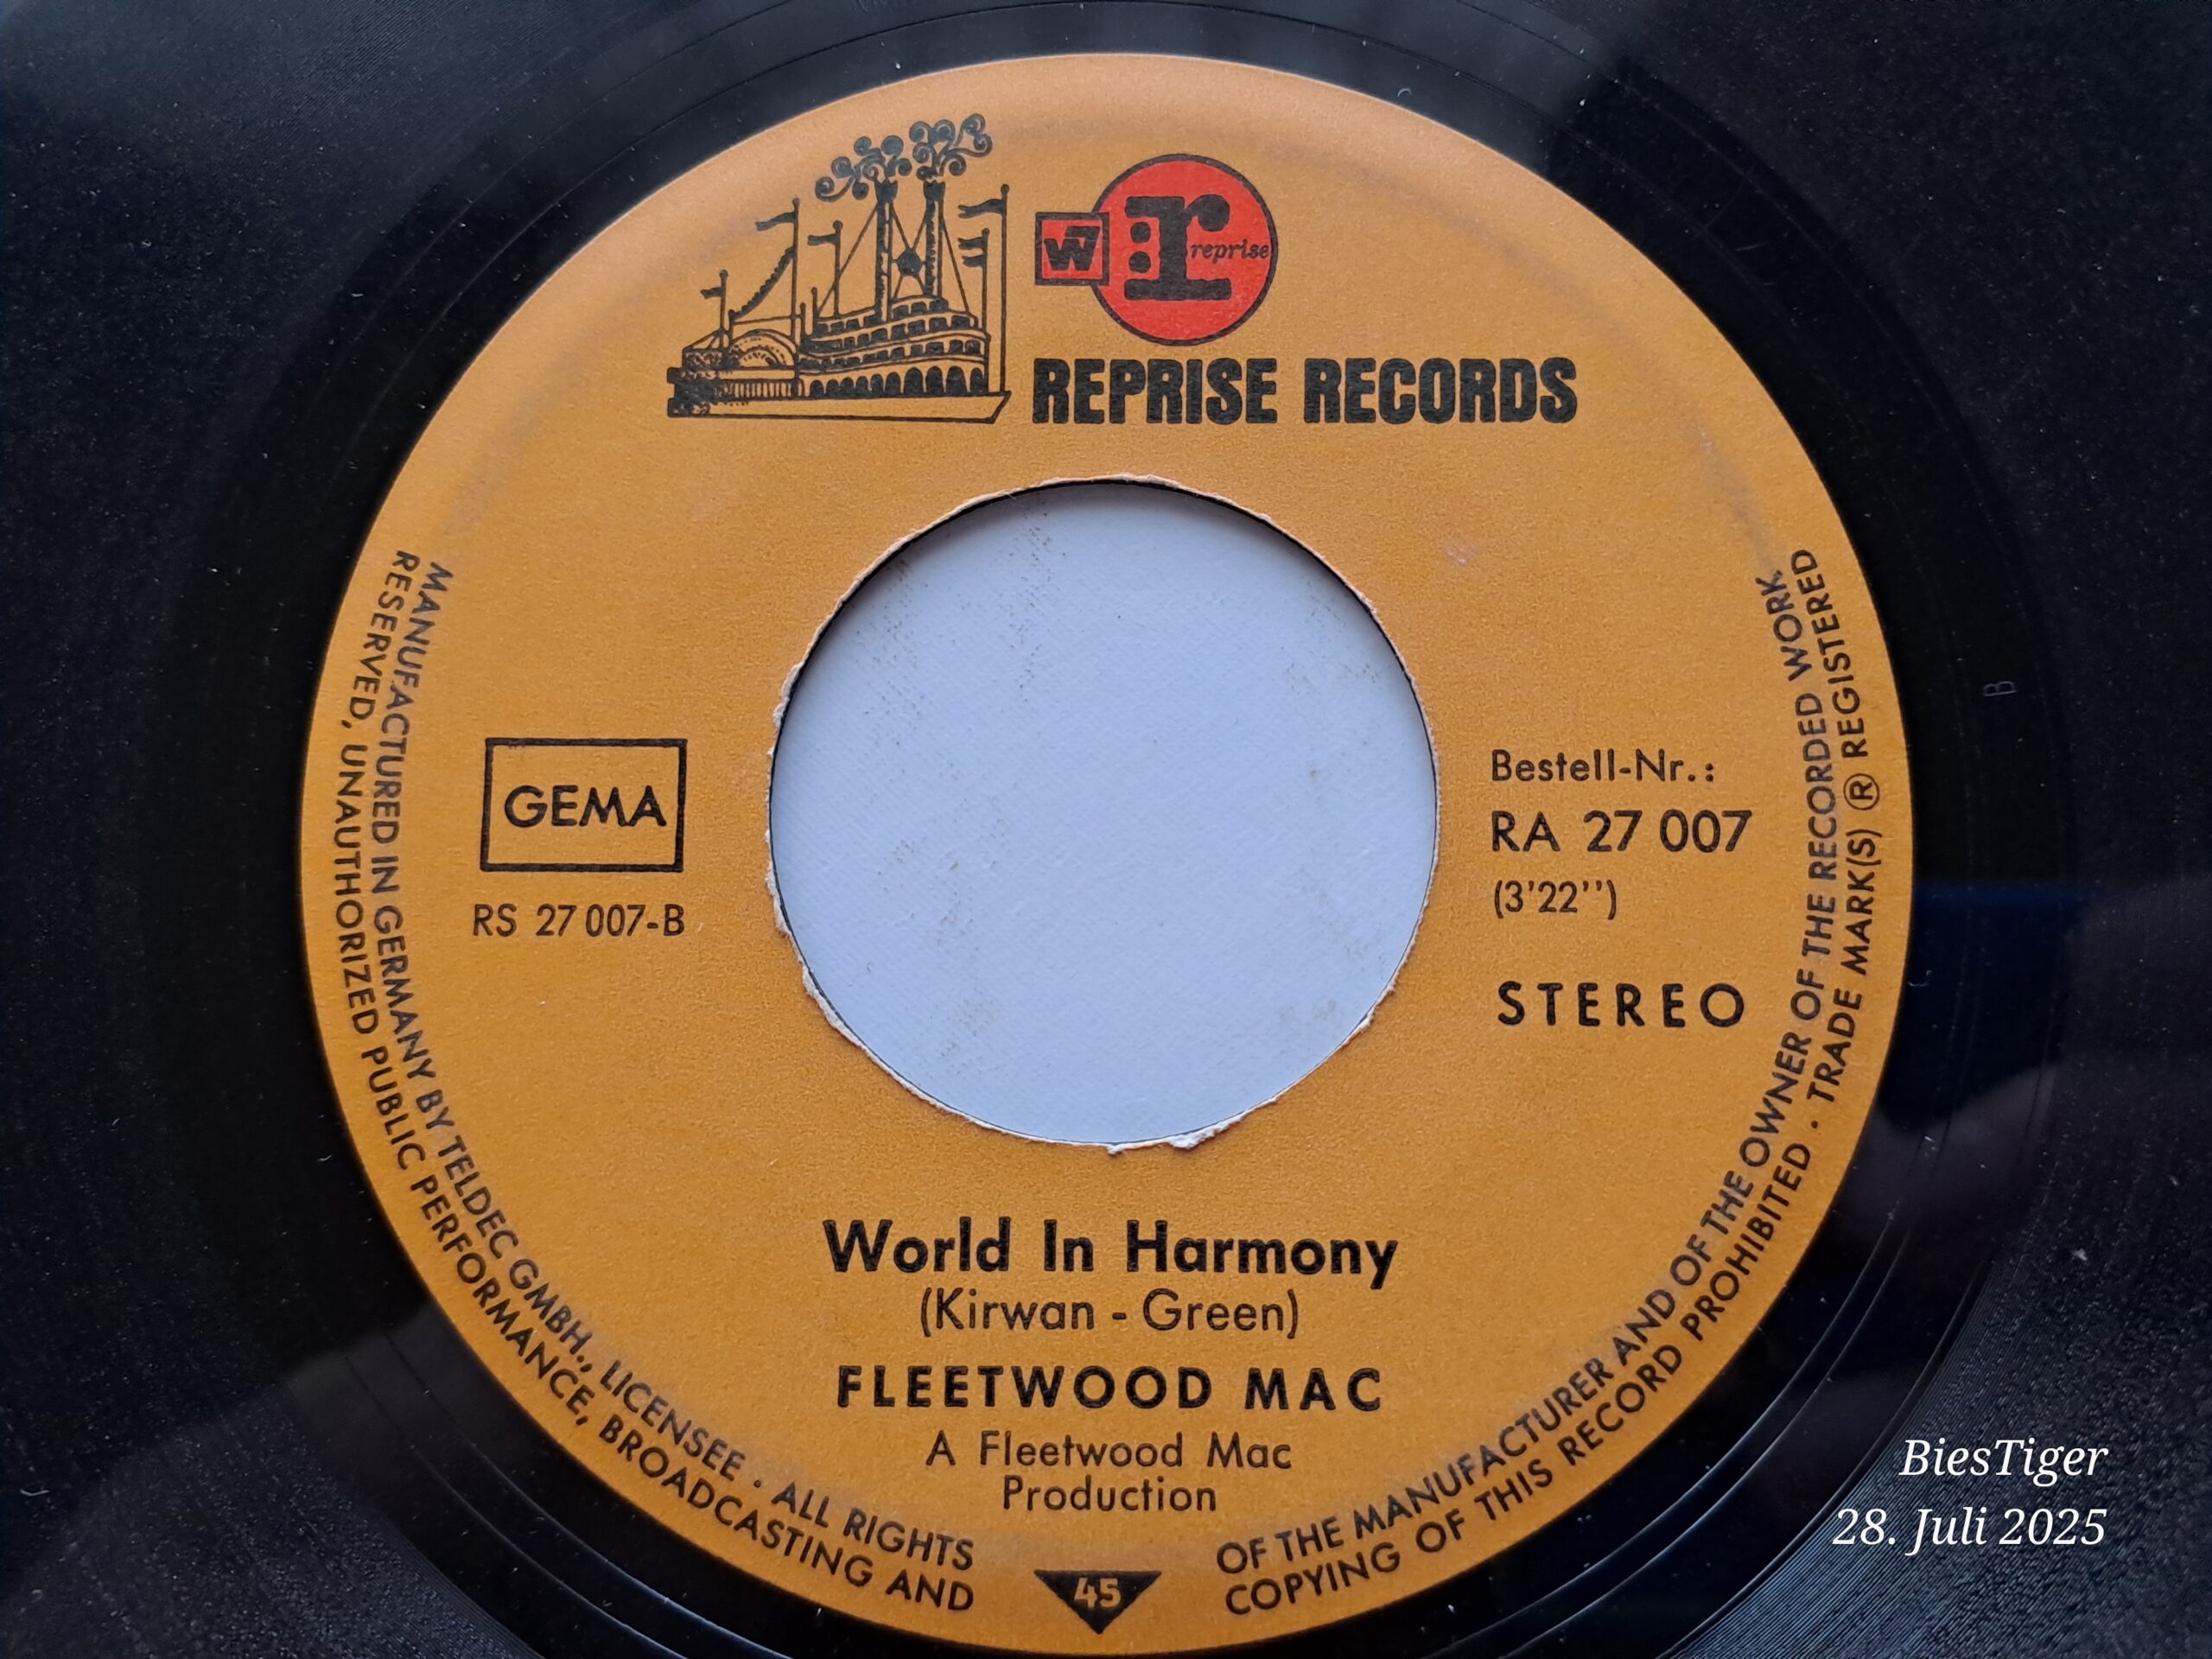 W7
r
reprise
REPRISE RECORDS
GEMA
RS 27 007-B
Bestell-Nr.:
RA 27 007
(3'22'')
STEREO
World In Harmony
(Kirwan - Green)
FLEETWOOD MAC
A Fleetwood Mac
Production
MANUFACTURED IN GERMANY BY TELDEC GMBH., LICENSEE . ALL RIGHTS
RESERVED, UNAUTHORIZED PUBLIC PERFORMANCE, BROADCASTING AND
45
OF THE MANUFACTURER AND OF THE OWNER OF THE RECORDED WORK
COPYING OF THIS RECORD PROHIBITED . TRADE MARK(S) ® REGISTERED
B
BiesTiger
28. Juli 2025